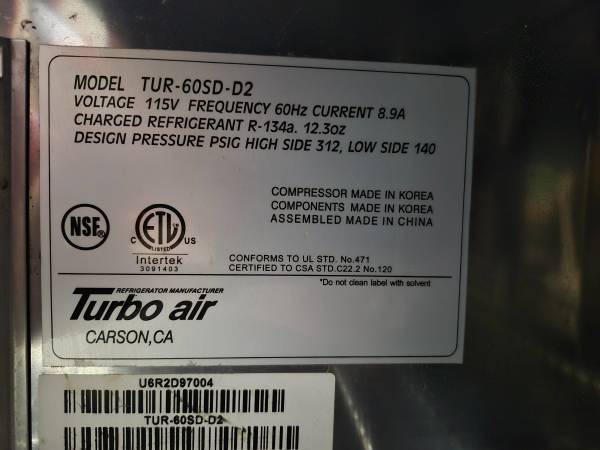 MODEL TUR-60SD-D2
VOLTAGE 115V FREQUENCY 60Hz CURRENT 8.9A
CHARGED REFRIGERANT R-134a. 12.3oz
DESIGN PRESSURE PSIG HIGH SIDE 312, LOW SIDE 140
COMPRESSOR MADE IN KOREA
COMPONENTS MADE IN KOREA
ASSEMBLED MADE IN CHINA
NSF®
C ETL US
LISTED
Intertek
3091403
CONFORMS TO UL STD. No.471
CERTIFIED TO CSA STD.C22.2 No.120
*Do not clean label with solvent
REFRIGERATOR MANUFACTURER
Turbo air
CARSON,CA
U6R2D97004
TUR-60SD-D2